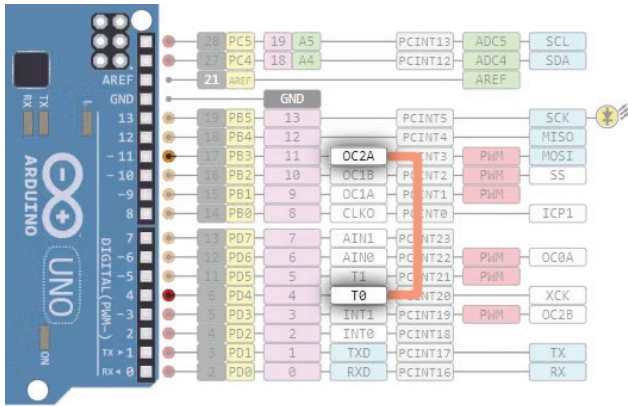 28 PC5 19 A5 PCINT13 ADC5 SCL
27 PC4 18 A4 PCINT12 ADC4 SDA
AREF 21 AREF AREF
GND GND
13 19 PB5 13 PCINT5 SCK
12 18 PB4 12 PCINT4 MISO
~11 17 PB3 11 OC2A PCINT3 PWM MOSI
~10 16 PB2 10 OC1B PCINT2 PWM SS
~9 15 PB1 9 OC1A PCINT1 PWM
8 14 PB0 8 CLKO PCINT0 ICP1
7 13 PD7 7 AIN1 PCINT23
~6 12 PD6 6 AIN0 PCINT22 PWM OC0A
~5 11 PD5 5 T1 PCINT21 PWM
4 6 PD4 4 T0 PCINT20 XCK
~3 5 PD3 3 INT1 PCINT19 PWM OC2B
2 4 PD2 2 INT0 PCINT18
TX ▸ 1 3 PD1 1 TXD PCINT17 TX
RX ◂ 0 2 PD0 0 RXD PCINT16 RX
RX
TX
L
ARDUINO
UNO
DIGITAL (PWM~)
ON